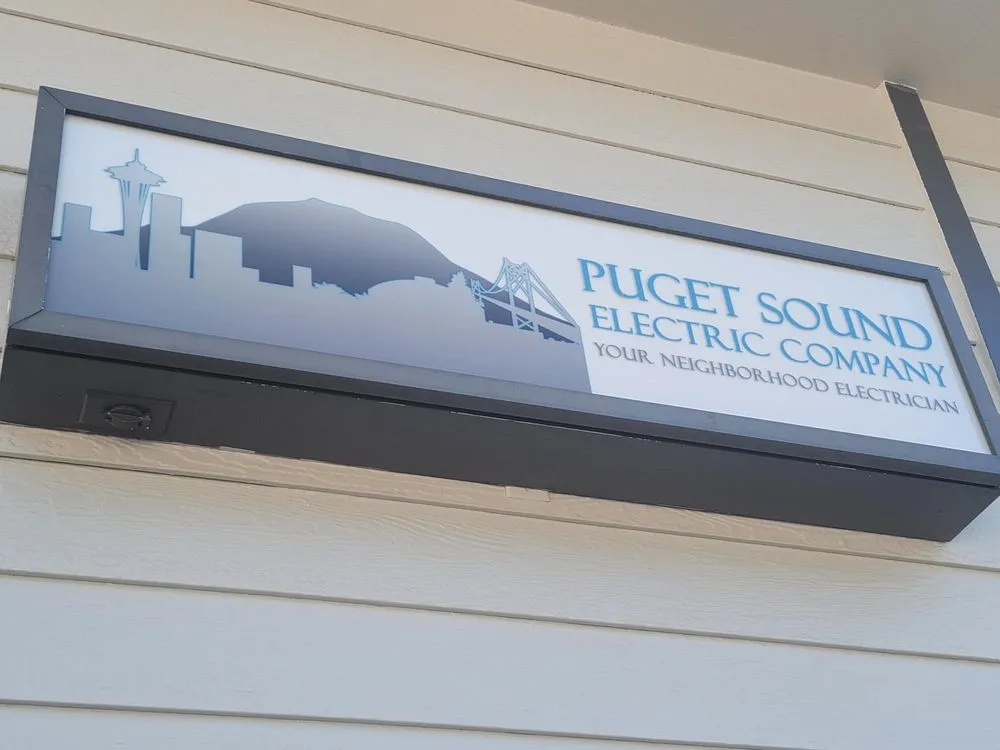 PUGET SOUND
ELECTRIC COMPANY
YOUR NEIGHBORHOOD ELECTRICIAN